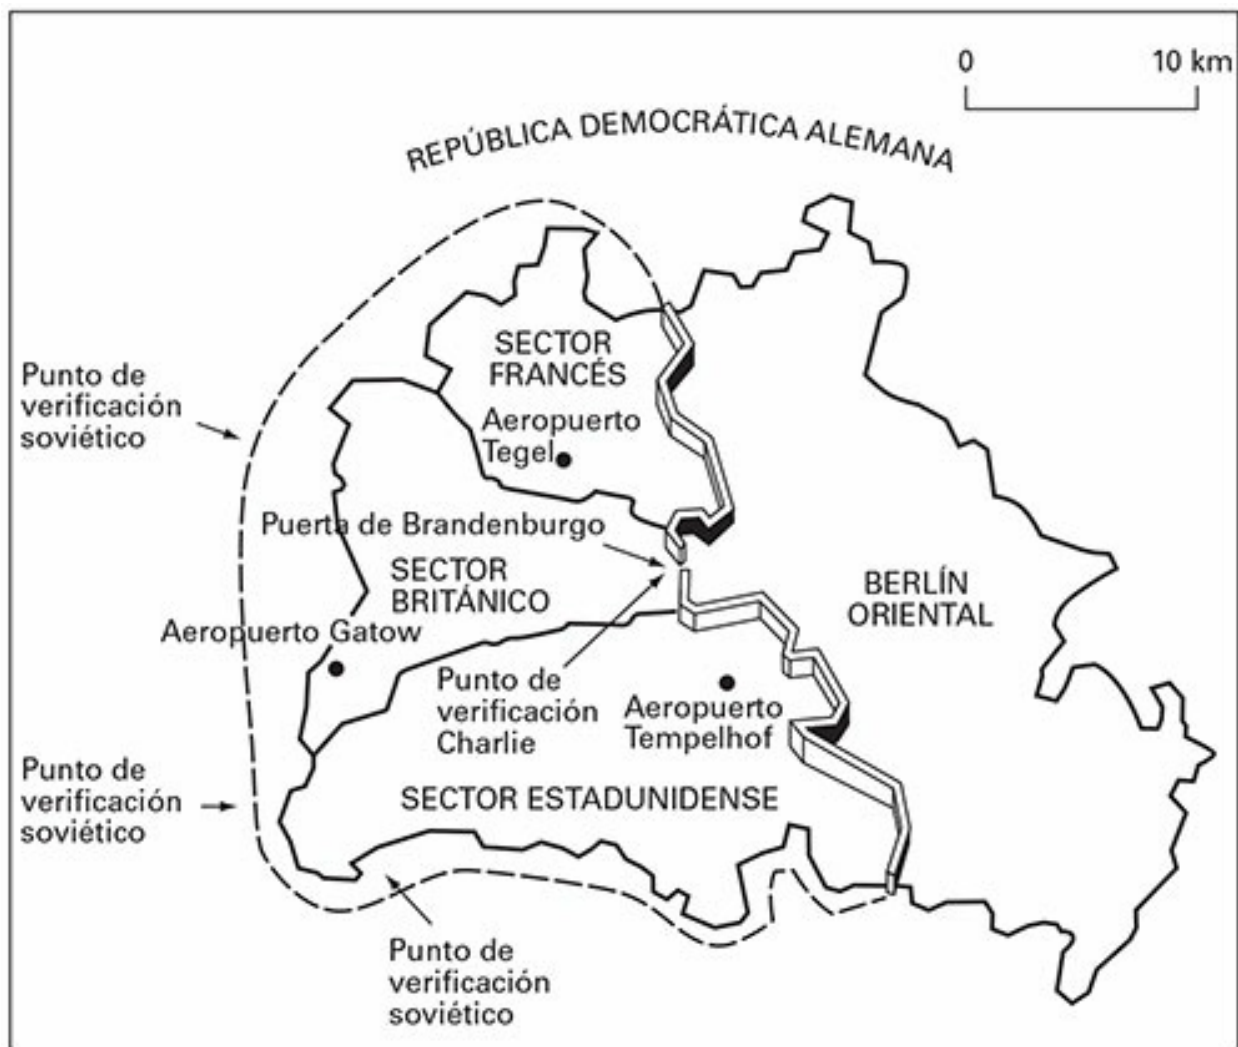 0 10 km
REPÚBLICA DEMOCRÁTICA ALEMANA
SECTOR
FRANCÉS
Punto de
verificación
soviético
Aeropuerto
Tegel
Puerta de Brandenburgo
SECTOR
BRITÁNICO
BERLÍN
ORIENTAL
Aeropuerto Gatow
Punto de
verificación
Charlie
Aeropuerto
Tempelhof
Punto de
verificación
soviético
SECTOR ESTADUNIDENSE
Punto de
verificación
soviético